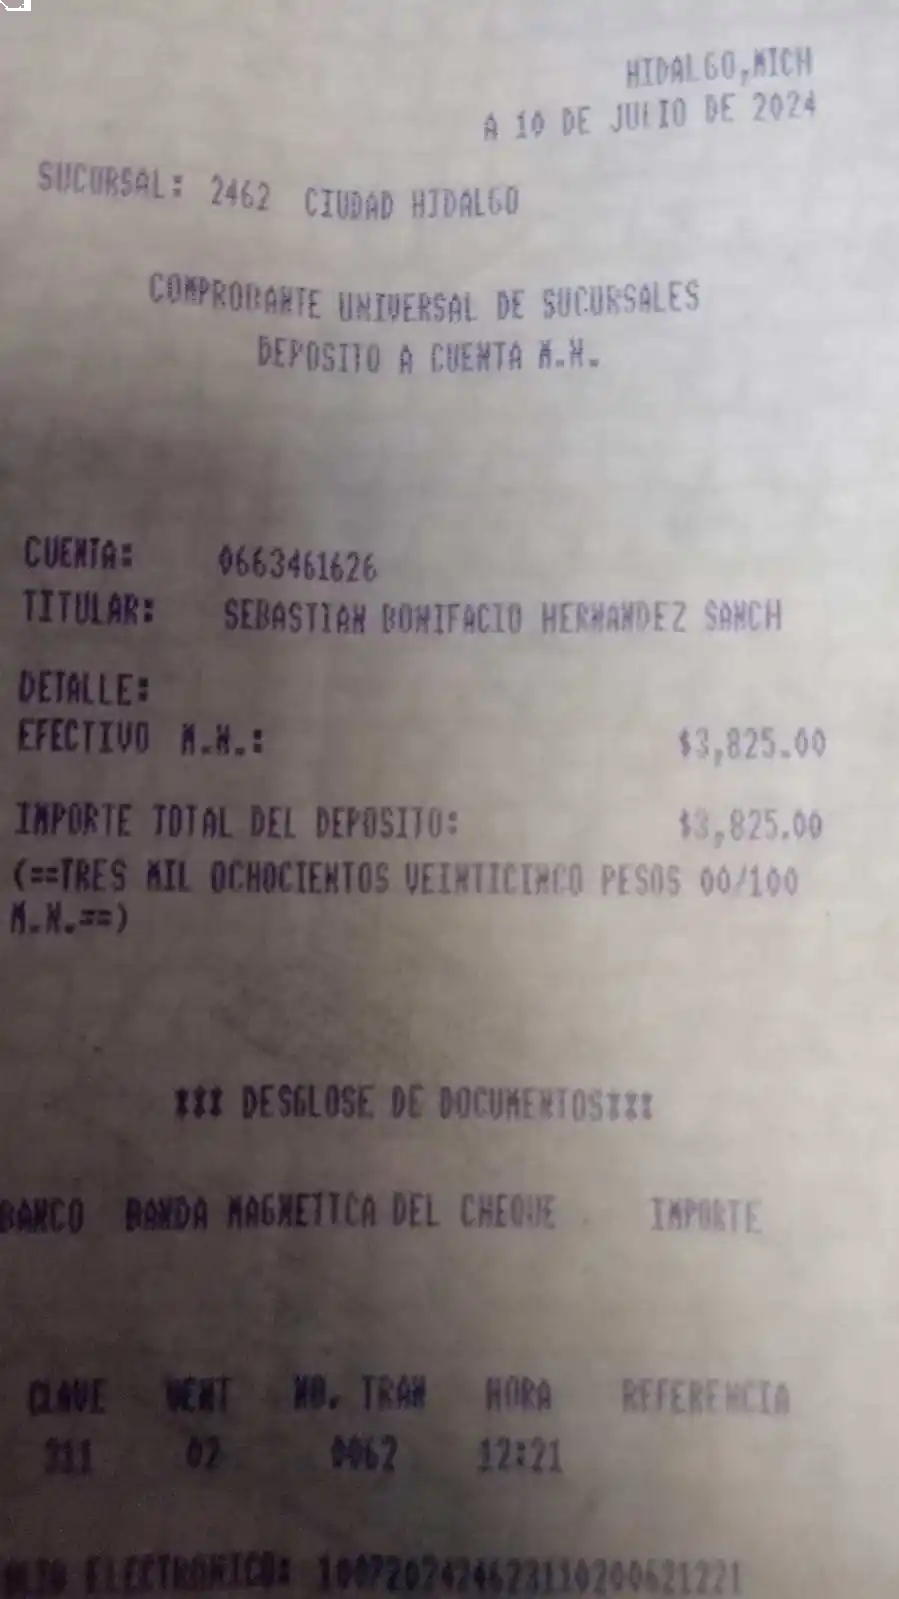 HIDALGO,MICH
A 10 DE JULIO DE 2024
SUCURSAL: 2462 CIUDAD HIDALGO
COMPROBANTE UNIVERSAL DE SUCURSALES
DEPOSITO A CUENTA M.N.
CUENTA: 0663461626
TITULAR: SEBASTIAN BONIFACIO HERNANDEZ SANCH
DETALLE:
EFECTIVO M.N.: $3,825.00
IMPORTE TOTAL DEL DEPOSITO: $3,825.00
(==TRES MIL OCHOCIENTOS VEINTICINCO PESOS 00/100
M.N.==)
*** DESGLOSE DE DOCUMENTOS***
BANCO BANDA MAGNETICA DEL CHEQUE IMPORTE
CLAVE VENT NO. TRAN HORA REFERENCIA
311 02 0062 12:21
ELECTRONICO: 1007202424623110200621221